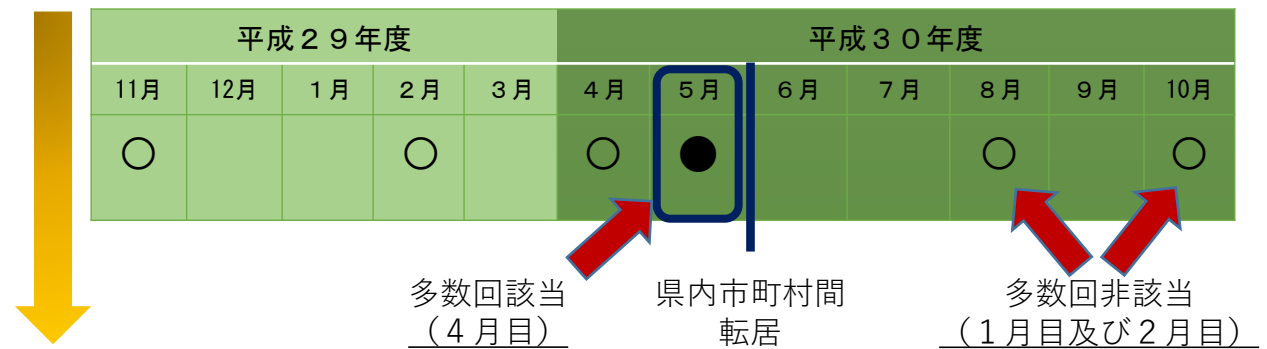 平成２９年度 平成３０年度
11月 12月 １月 ２月 ３月 ４月 ５月 ６月 ７月 ８月 ９月 10月
○ ○ ○ ● ○ ○
多数回該当 県内市町村間 多数回非該当
（４月目） 転居 （１月目及び２月目）